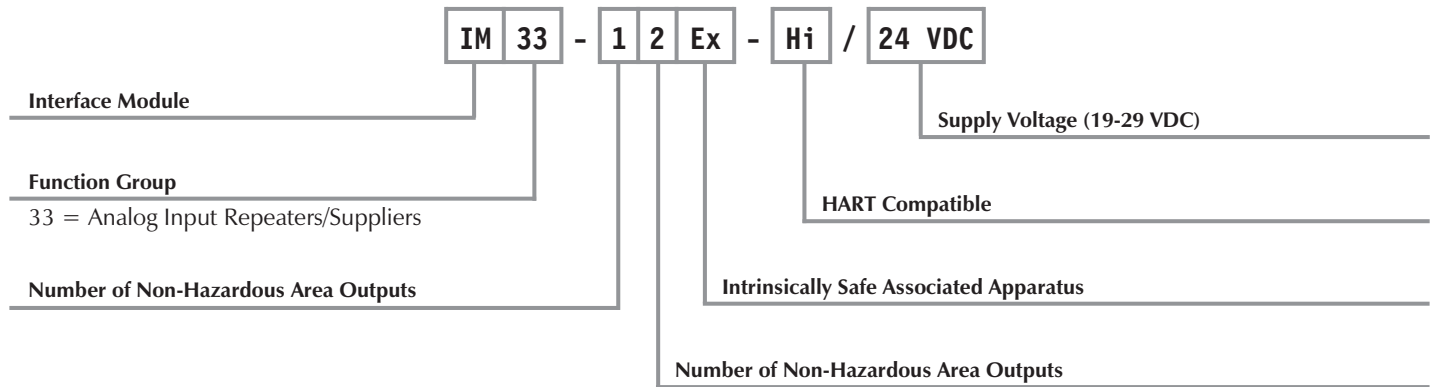 IM 33 - 1 2 Ex - Hi / 24 VDC
Interface Module
Supply Voltage (19-29 VDC)
Function Group
33 = Analog Input Repeaters/Suppliers
HART Compatible
Number of Non-Hazardous Area Outputs
Intrinsically Safe Associated Apparatus
Number of Non-Hazardous Area Outputs